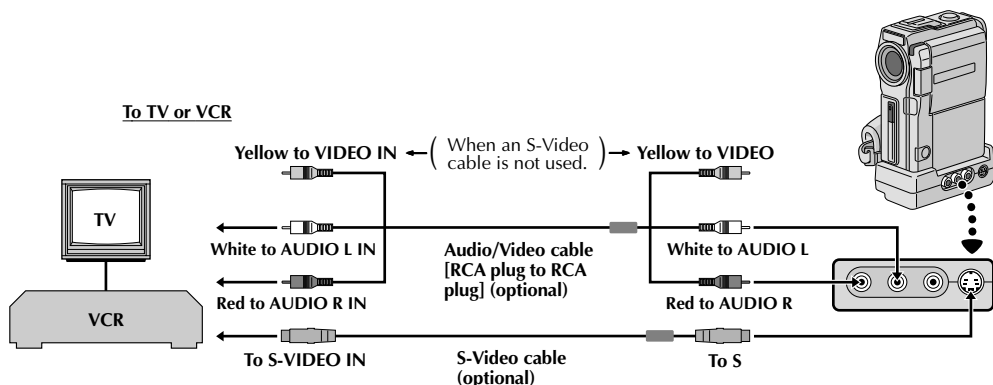 To TV or VCR
Yellow to VIDEO IN
( When an S-Video
cable is not used. )
Yellow to VIDEO
TV
White to AUDIO L IN
Audio/Video cable
[RCA plug to RCA
plug] (optional)
White to AUDIO L
Red to AUDIO R IN
Red to AUDIO R
VCR
To S-VIDEO IN
S-Video cable
(optional)
To S